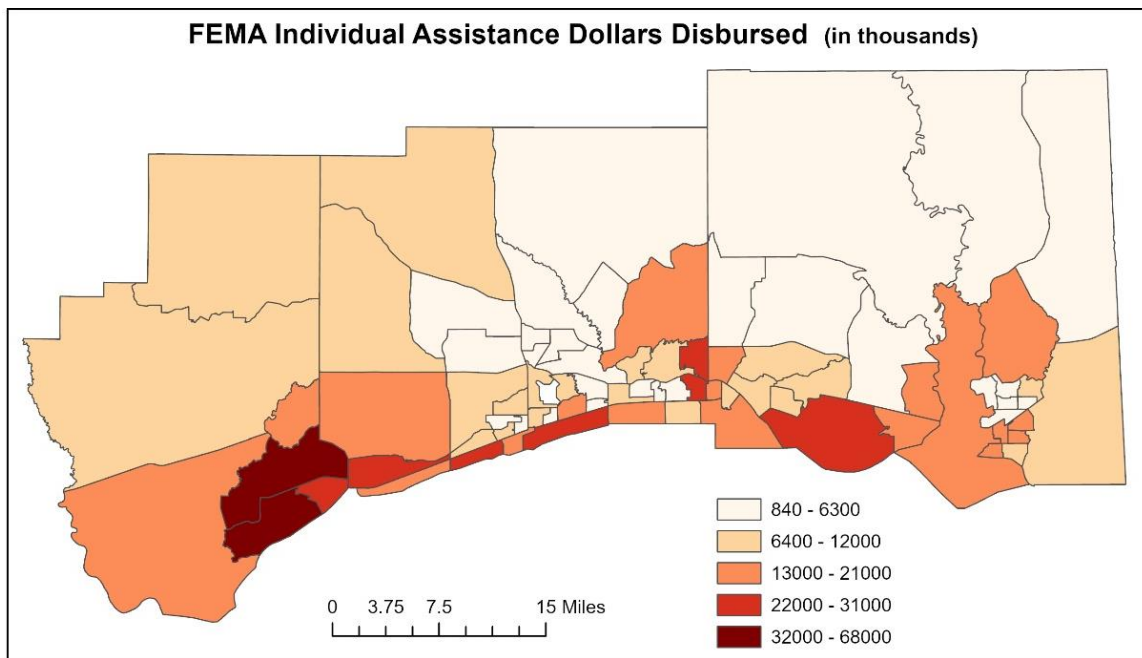 FEMA Individual Assistance Dollars Disbursed (in thousands)
840 - 6300
6400 - 12000
13000 - 21000
22000 - 31000
32000 - 68000
0 3.75 7.5 15 Miles